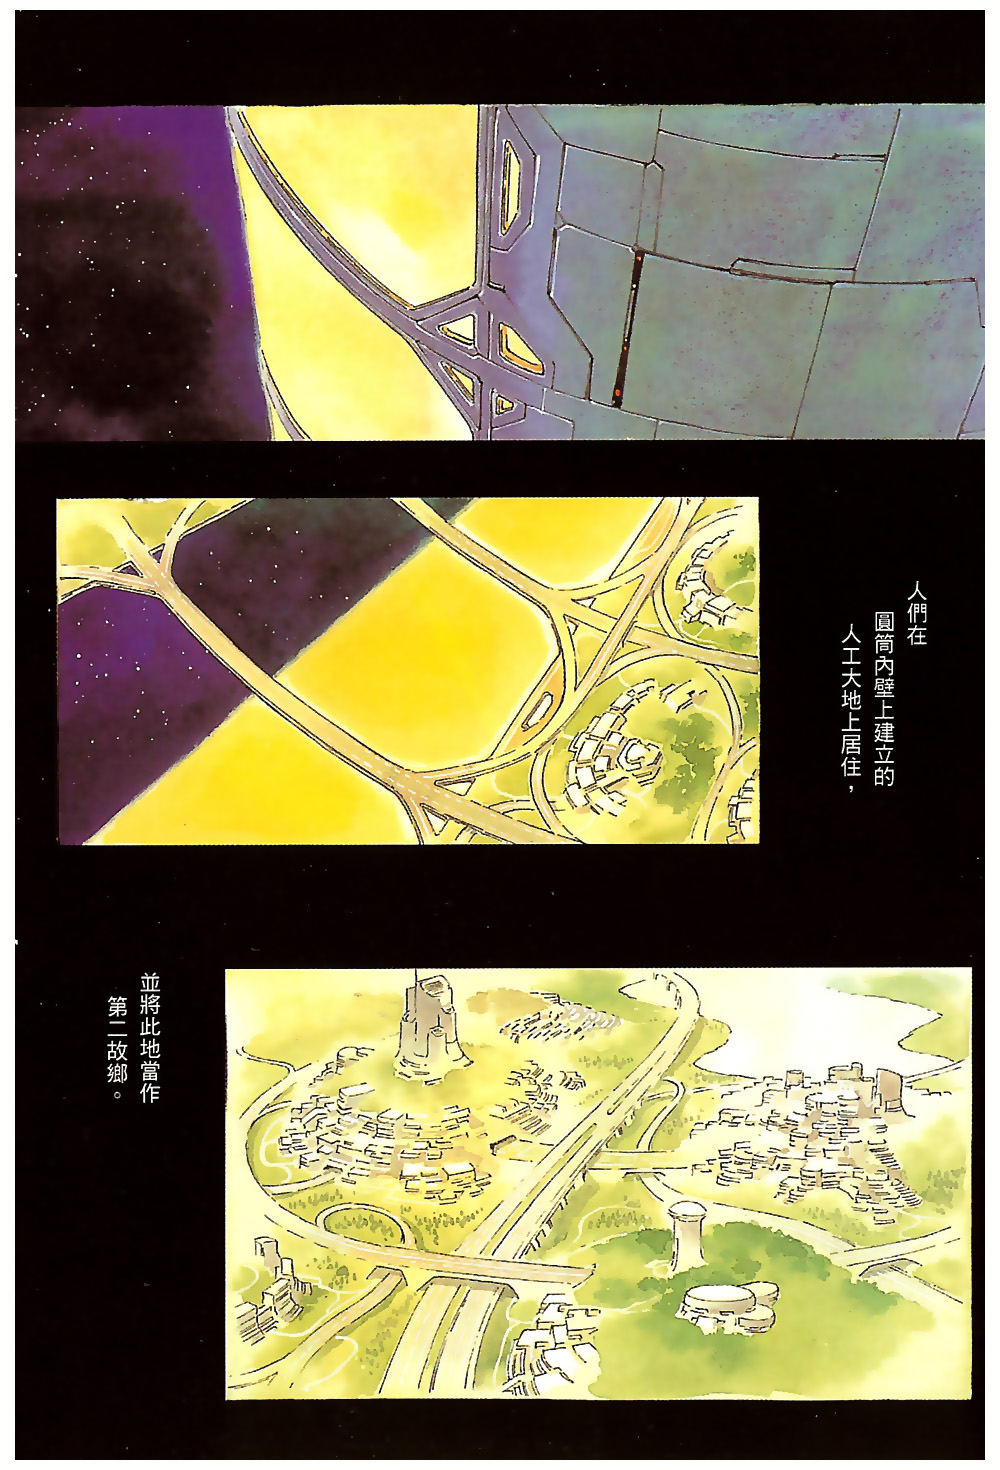 人們在
圓筒內壁上建立的
人工大地上居住，
並將此地當作
第二故鄉。